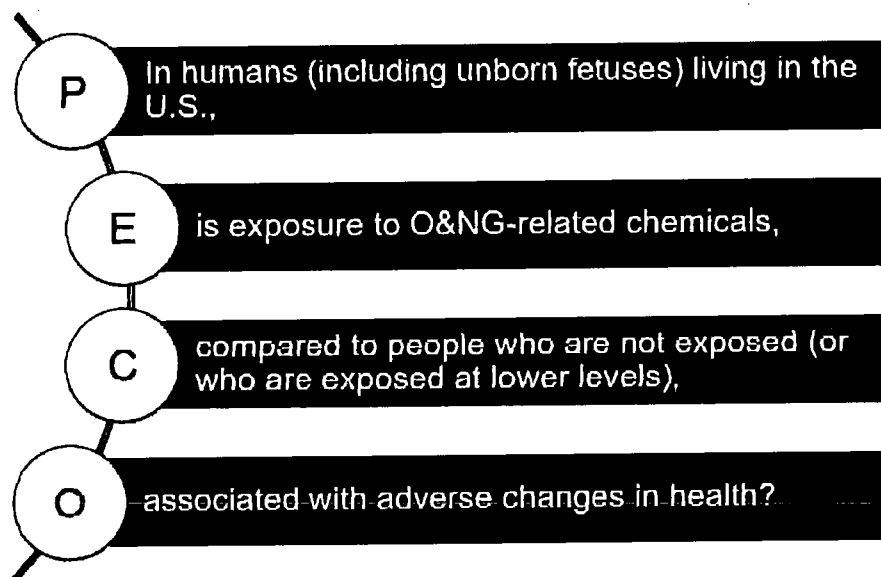 P
In humans (including unborn fetuses) living in the
U.S.,
E
is exposure to O&NG-related chemicals,
C
compared to people who are not exposed (or
who are exposed at lower levels),
O
associated with adverse changes in health?